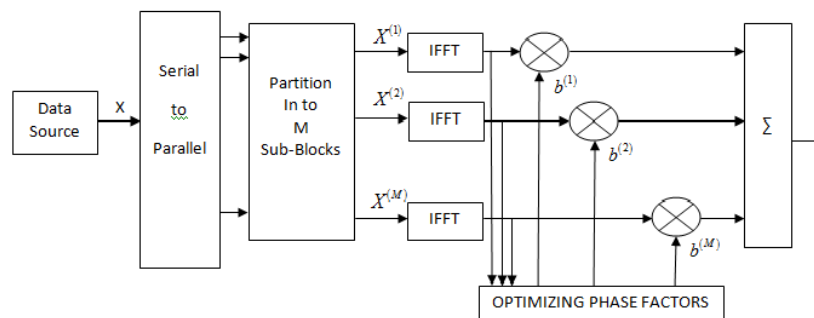 Data
Source
X
Serial
to
Parallel
Partition
In to
M
Sub-Blocks
X^(1)
IFFT
b^(1)
X^(2)
IFFT
b^(2)
X^(M)
IFFT
b^(M)
Σ
OPTIMIZING PHASE FACTORS